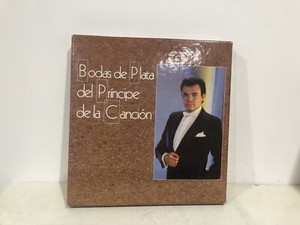 Bodas de Plata
del Príncipe
de la Canción